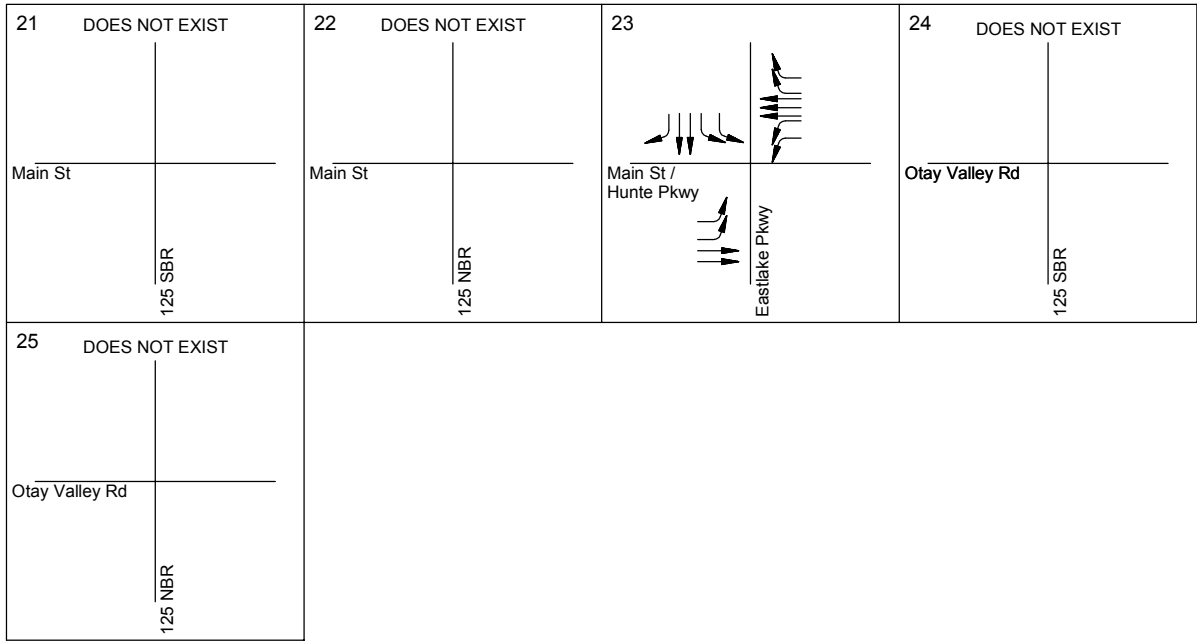 21
DOES NOT EXIST
Main St
125 SBR
22
DOES NOT EXIST
Main St
125 NBR
23
Main St /
Hunte Pkwy
Eastlake Pkwy
24
DOES NOT EXIST
Otay Valley Rd
125 SBR
25
DOES NOT EXIST
Otay Valley Rd
125 NBR